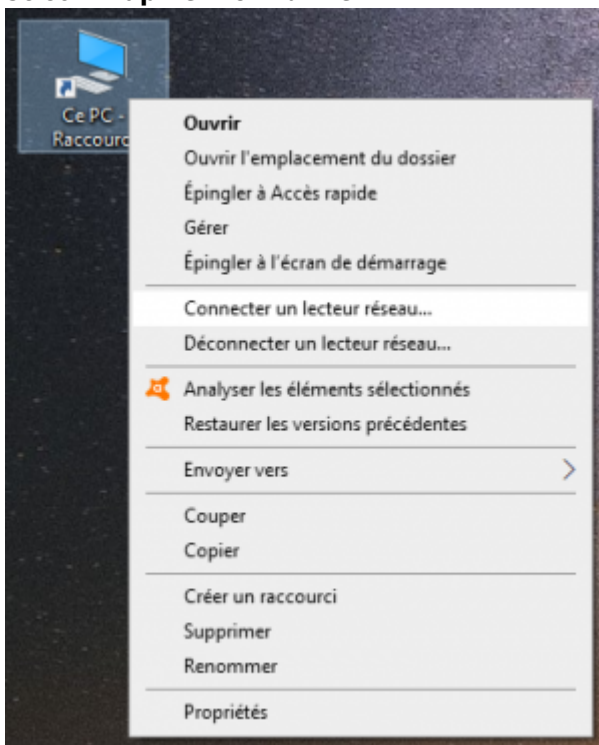 Ce PC -
Raccourc
Ouvrir
Ouvrir l'emplacement du dossier
Épingler à Accès rapide
Gérer
Épingler à l'écran de démarrage
Connecter un lecteur réseau...
Déconnecter un lecteur réseau...
Analyser les éléments sélectionnés
Restaurer les versions précédentes
Envoyer vers
Couper
Copier
Créer un raccourci
Supprimer
Renommer
Propriétés